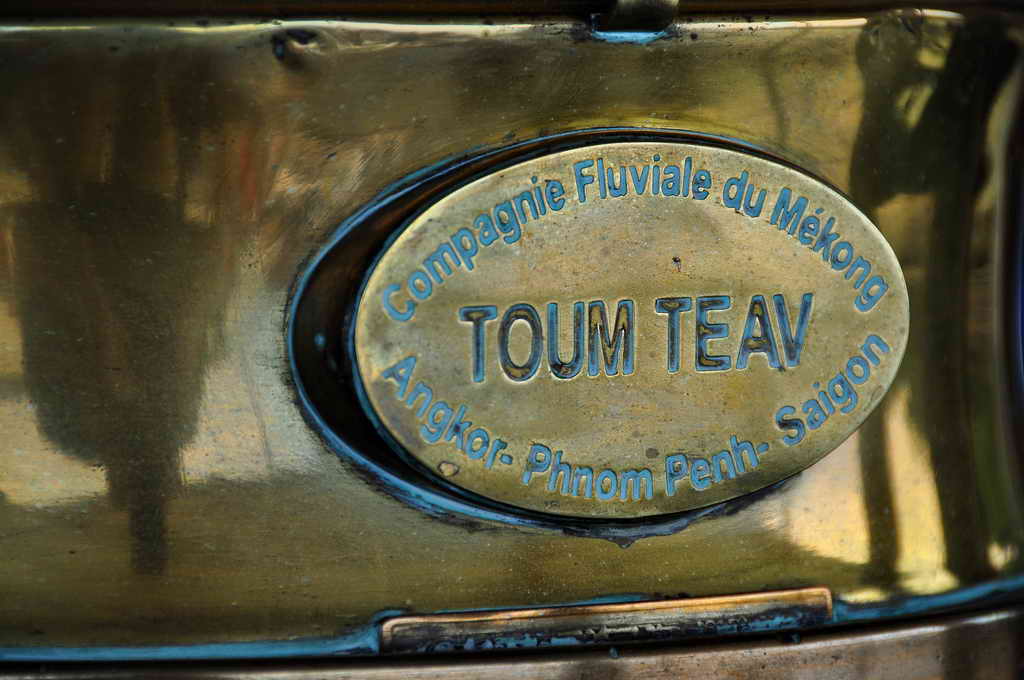 Compagnie Fluviale du Mékong
TOUM TEAV
Angkor- Phnom Penh- Saigon